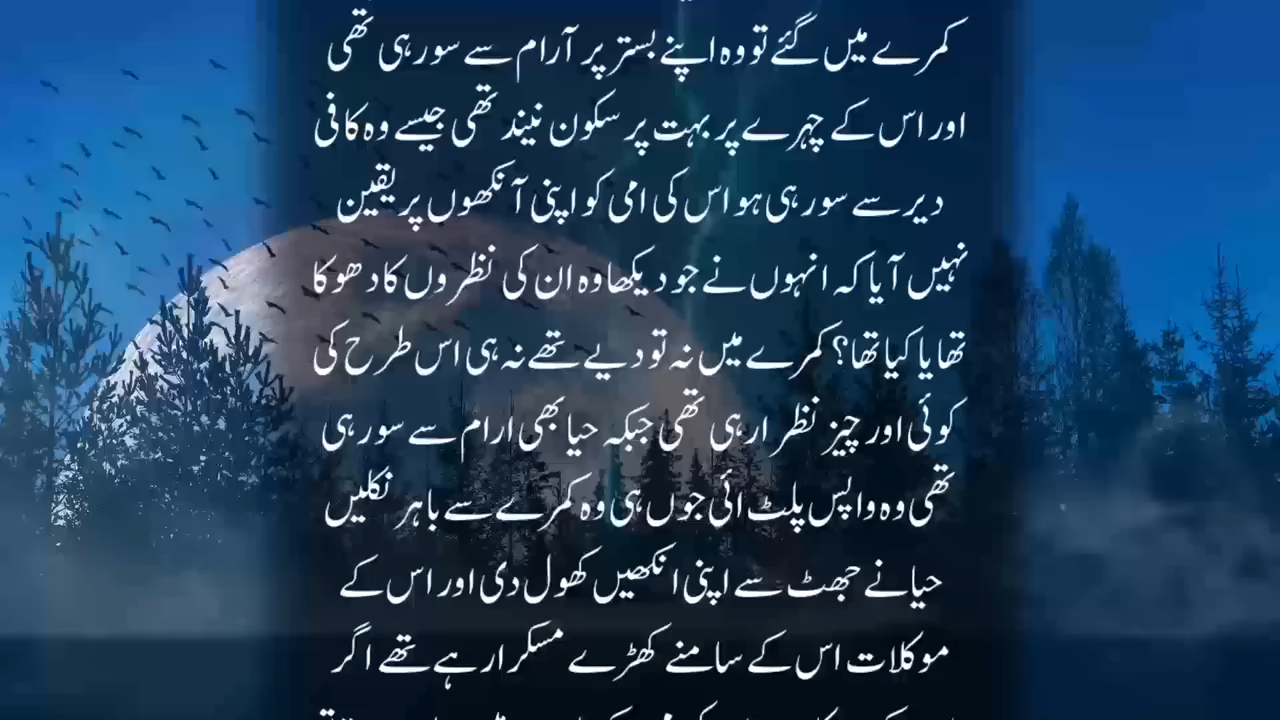 کمرے میں گئے تو وہ اپنے بستر پر آرام سے سو رہی تھی
اور اس کے چہرے پر بہت پر سکون نیند تھی جیسے وہ کافی
دیر سے سو رہی ہو اس کی امی کو اپنی آنکھوں پر یقین
نہیں آیا کہ انہوں نے جو دیکھا وہ ان کی نظروں کا دھوکا
تھا یا کیا تھا؟ کمرے میں نہ تو دیے تھے نہ ہی اس طرح کی
کوئی اور چیز نظر ارہی تھی جبکہ حیا بھی ارام سے سو رہی
تھی وہ واپس پلٹ ائی جوں ہی وہ کمرے سے باہر نکلیں
حیا نے جھٹ سے اپنی انکھیں کھول دی اور اس کے
موکلات اس کے سامنے کھڑے مسکرا رہے تھے اگر